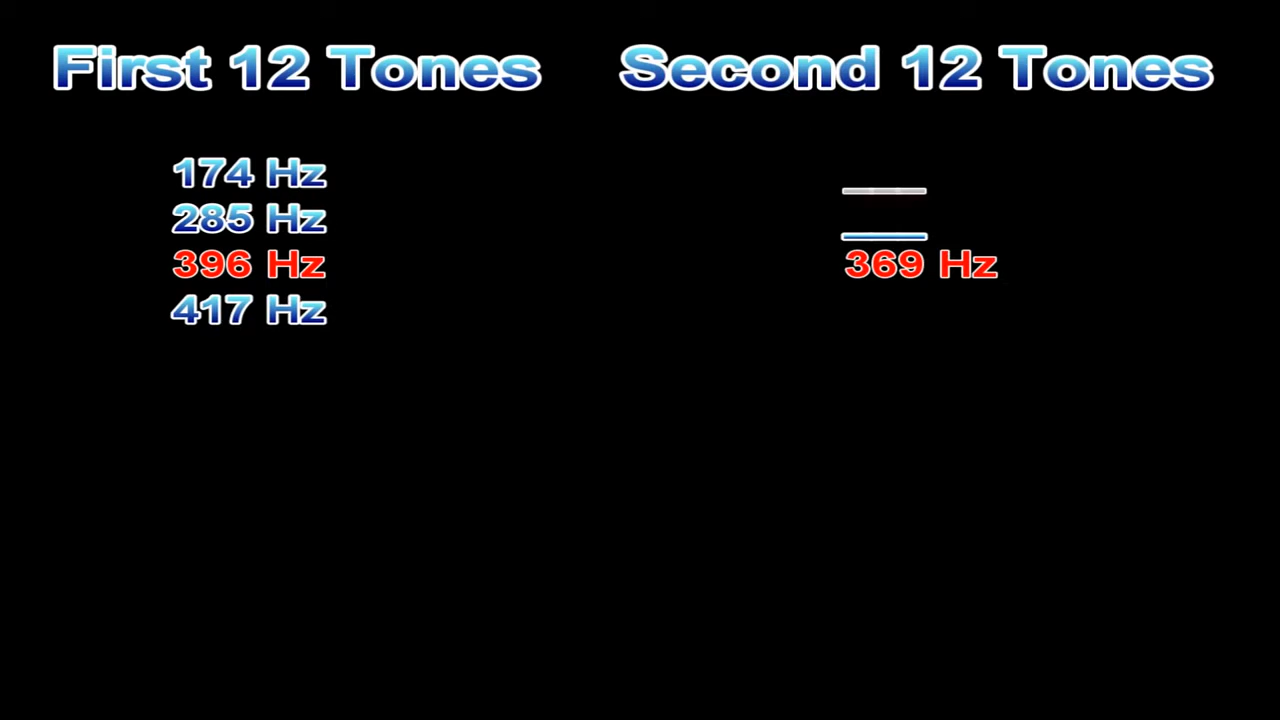 First 12 Tones
Second 12 Tones
174 Hz
285 Hz
396 Hz
369 Hz
417 Hz